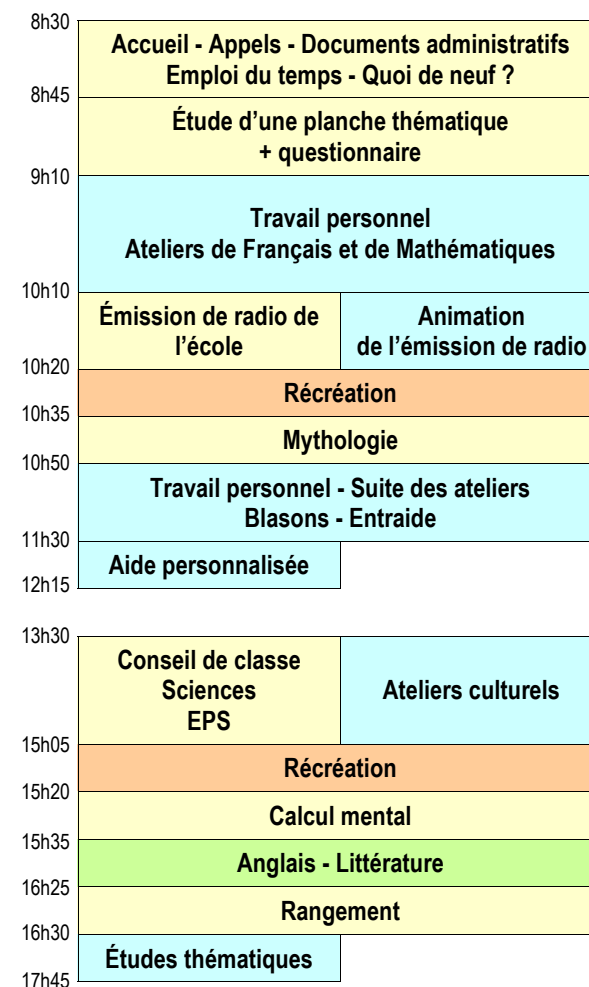 8h30
Accueil - Appels - Documents administratifs
Emploi du temps - Quoi de neuf ?
8h45
Étude d’une planche thématique
+ questionnaire
9h10
Travail personnel
Ateliers de Français et de Mathématiques
10h10
Émission de radio de
l’école
Animation
de l’émission de radio
10h20
Récréation
10h35
Mythologie
10h50
Travail personnel - Suite des ateliers
Blasons - Entraide
11h30
Aide personnalisée
12h15
13h30
Conseil de classe
Sciences
EPS
Ateliers culturels
15h05
Récréation
15h20
Calcul mental
15h35
Anglais - Littérature
16h25
Rangement
16h30
Études thématiques
17h45